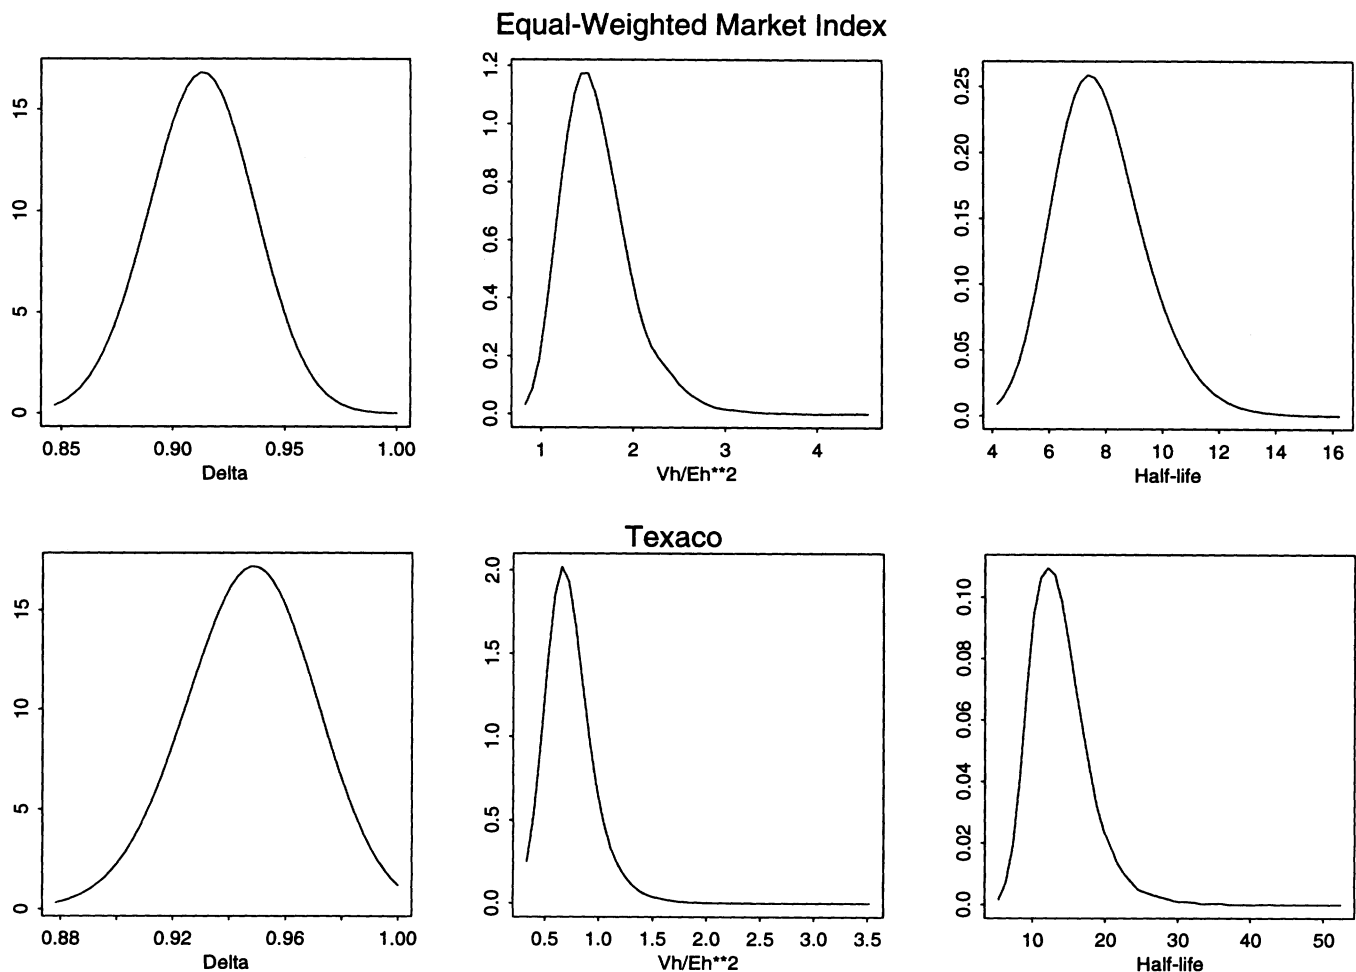 Equal-Weighted Market Index
0 5 10 15
0.85 0.90 0.95 1.00
Delta
0.0 0.2 0.4 0.6 0.8 1.0 1.2
1 2 3 4
Vh/Eh**2
0.0 0.05 0.10 0.15 0.20 0.25
4 6 8 10 12 14 16
Half-life
Texaco
0 5 10 15
0.88 0.92 0.96 1.00
Delta
0.0 0.5 1.0 1.5 2.0
0.5 1.0 1.5 2.0 2.5 3.0 3.5
Vh/Eh**2
0.0 0.02 0.04 0.06 0.08 0.10
10 20 30 40 50
Half-life